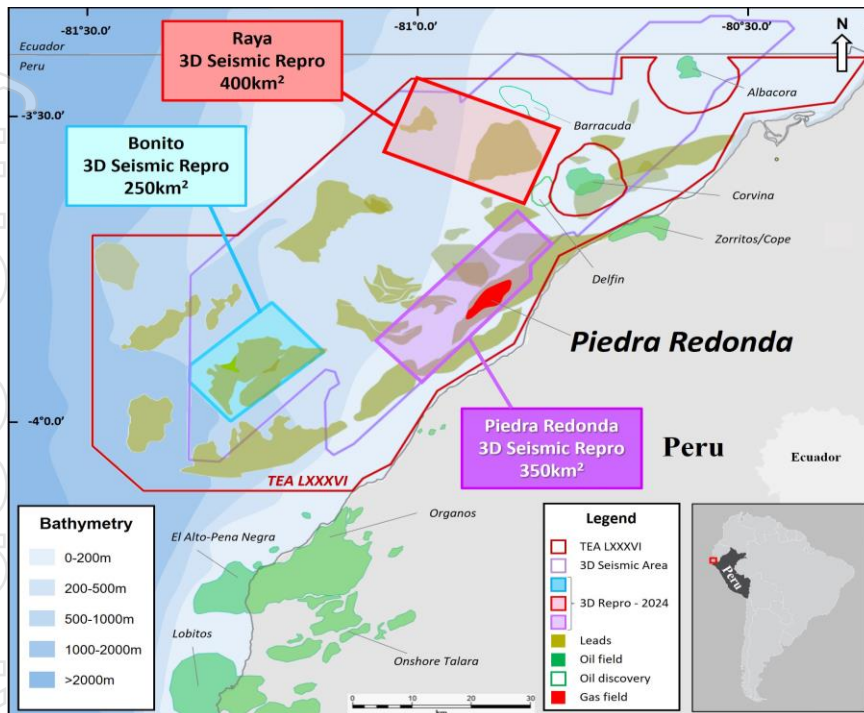 -81°30.0'
-81°0.0'
-80°30.0'
N
Ecuador
Peru
Raya
3D Seismic Repro
400km²
Albacora
-3°30.0'
Barracuda
Bonito
3D Seismic Repro
250km²
Corvina
Zorritos/Cope
Delfin
Piedra Redonda
-4°0.0'
Piedra Redonda
3D Seismic Repro
350km²
Peru
Ecuador
TEA LXXXVI
Bathymetry
0-200m
200-500m
500-1000m
1000-2000m
>2000m
El Alto-Pena Negra
Organos
Lobitos
Onshore Talara
0
10
20
30
km
Legend
TEA LXXXVI
3D Seismic Area
3D Repro - 2024
Leads
Oil field
Oil discovery
Gas field
Peru